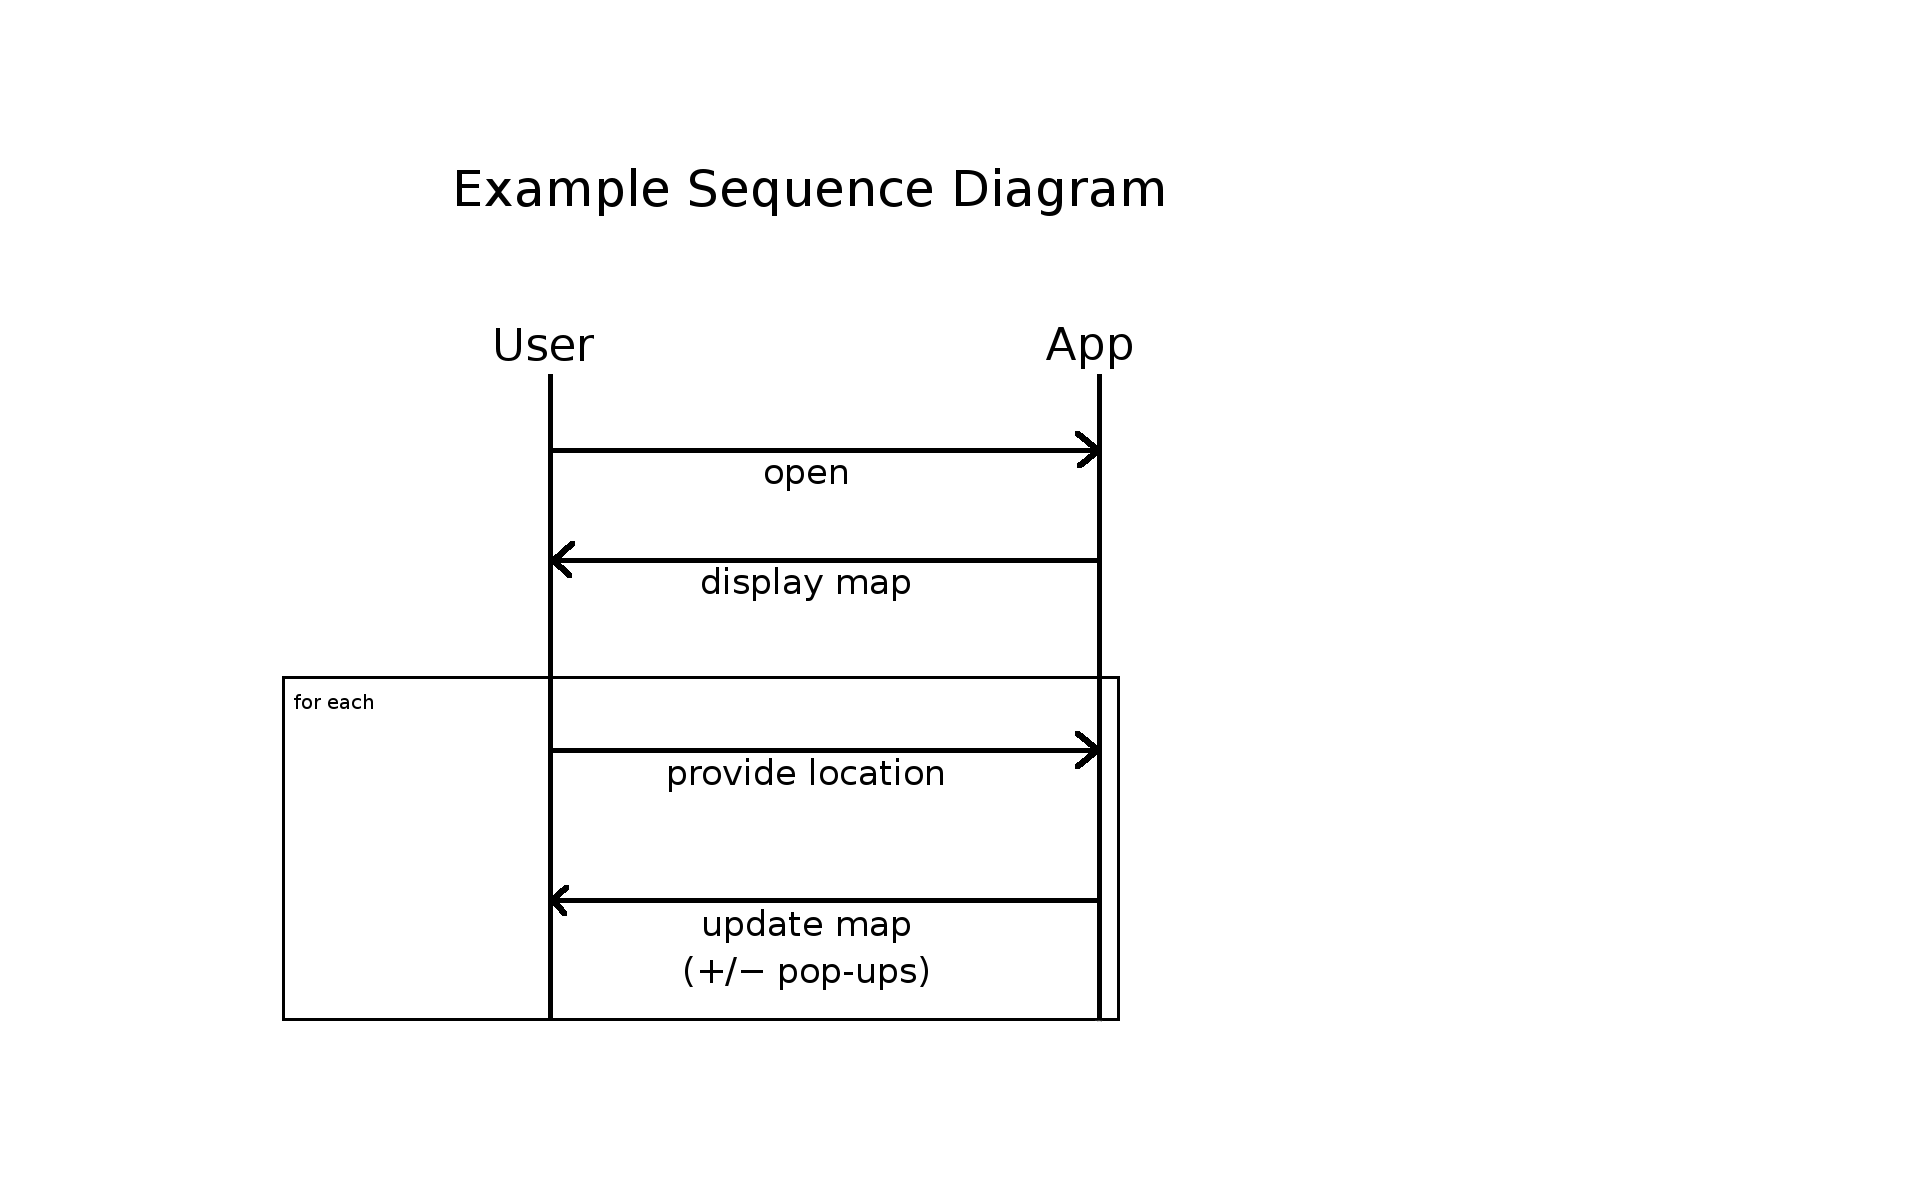 Example Sequence Diagram
User
App
open
display map
for each
provide location
update map
(+/− pop-ups)